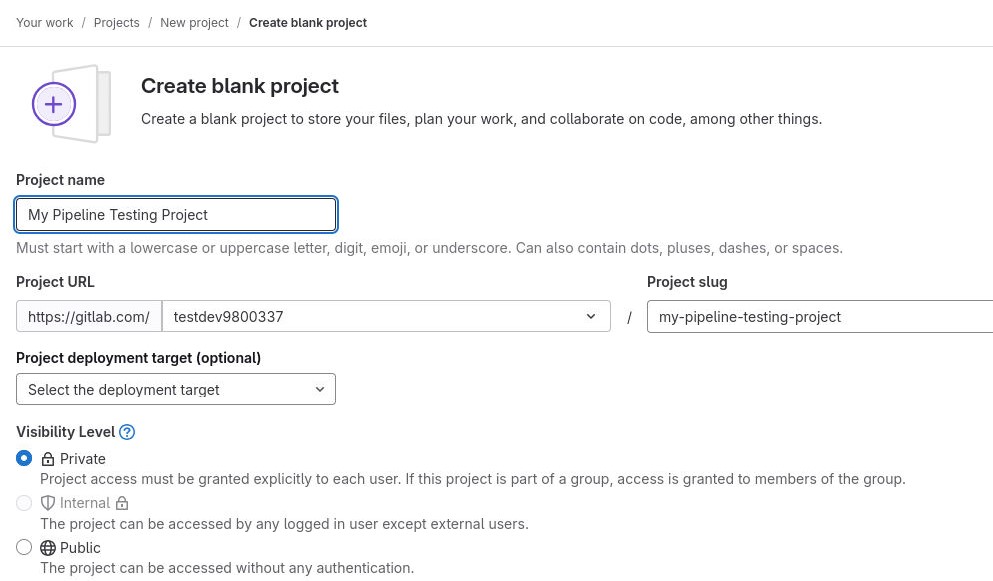 Your work / Projects / New project / Create blank project
Create blank project
Create a blank project to store your files, plan your work, and collaborate on code, among other things.
Project name
My Pipeline Testing Project
Must start with a lowercase or uppercase letter, digit, emoji, or underscore. Can also contain dots, pluses, dashes, or spaces.
Project URL
Project slug
https://gitlab.com/ testdev9800337 / my-pipeline-testing-project
Project deployment target (optional)
Select the deployment target
Visibility Level ?
Private
Project access must be granted explicitly to each user. If this project is part of a group, access is granted to members of the group.
Internal
The project can be accessed by any logged in user except external users.
Public
The project can be accessed without any authentication.